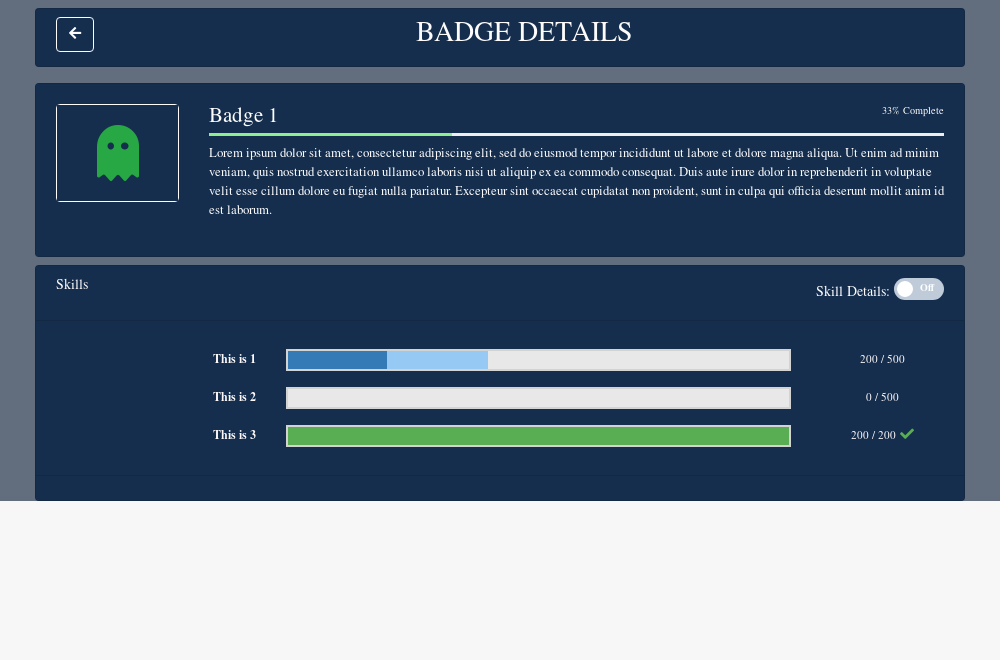 BADGE DETAILS
Badge 1
33% Complete
Lorem ipsum dolor sit amet, consectetur adipiscing elit, sed do eiusmod tempor incididunt ut labore et dolore magna aliqua. Ut enim ad minim
veniam, quis nostrud exercitation ullamco laboris nisi ut aliquip ex ea commodo consequat. Duis aute irure dolor in reprehenderit in voluptate
velit esse cillum dolore eu fugiat nulla pariatur. Excepteur sint occaecat cupidatat non proident, sunt in culpa qui officia deserunt mollit anim id
est laborum.
Skills
Skill Details: Off
This is 1 200 / 500
This is 2 0 / 500
This is 3 200 / 200